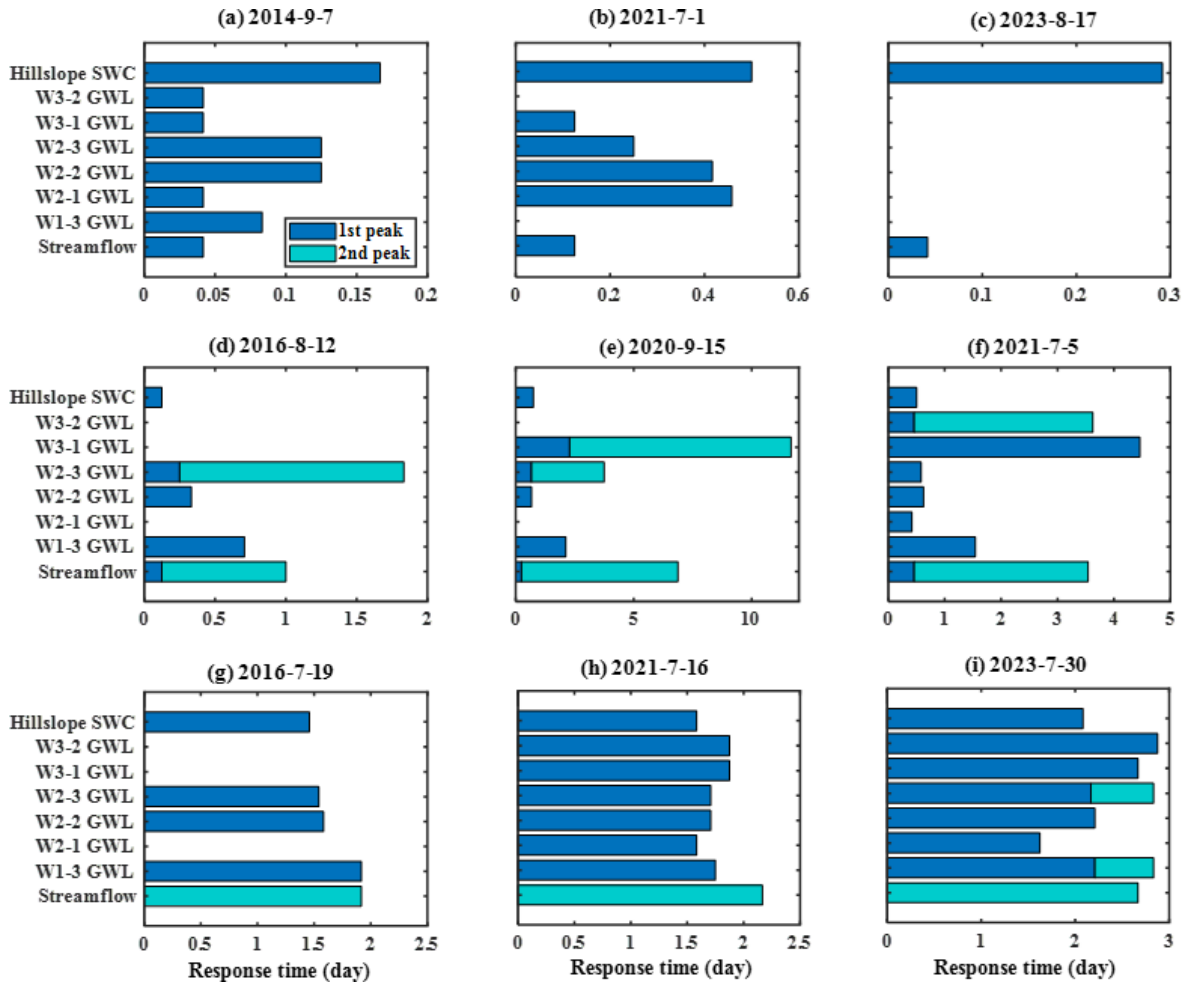 (a) 2014-9-7
(b) 2021-7-1
(c) 2023-8-17
Hillslope SWC
W3-2 GWL
W3-1 GWL
W2-3 GWL
W2-2 GWL
W2-1 GWL
W1-3 GWL
Streamflow
1st peak
2nd peak
0 0.05 0.1 0.15 0.2
0 0.2 0.4 0.6
0 0.1 0.2 0.3
(d) 2016-8-12
(e) 2020-9-15
(f) 2021-7-5
Hillslope SWC
W3-2 GWL
W3-1 GWL
W2-3 GWL
W2-2 GWL
W2-1 GWL
W1-3 GWL
Streamflow
0 0.5 1 1.5 2
0 5 10
0 1 2 3 4 5
(g) 2016-7-19
(h) 2021-7-16
(i) 2023-7-30
Hillslope SWC
W3-2 GWL
W3-1 GWL
W2-3 GWL
W2-2 GWL
W2-1 GWL
W1-3 GWL
Streamflow
0 0.5 1 1.5 2 2.5
0 0.5 1 1.5 2 2.5
0 1 2 3
Response time (day)
Response time (day)
Response time (day)